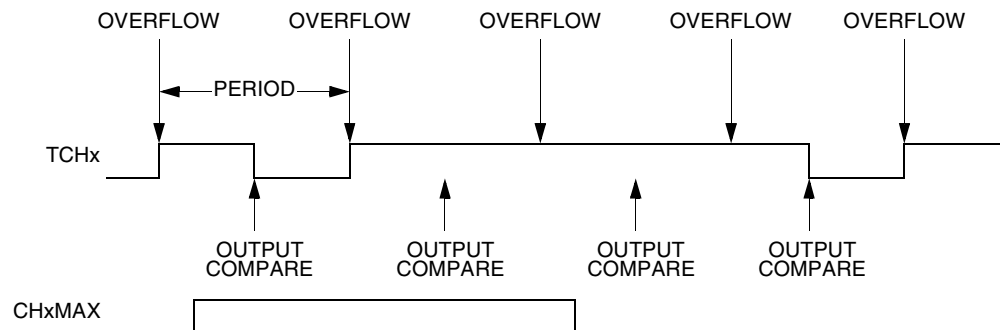 OVERFLOW OVERFLOW OVERFLOW OVERFLOW OVERFLOW
PERIOD
TCHx
OUTPUT COMPARE
OUTPUT COMPARE
OUTPUT COMPARE
OUTPUT COMPARE
CHxMAX